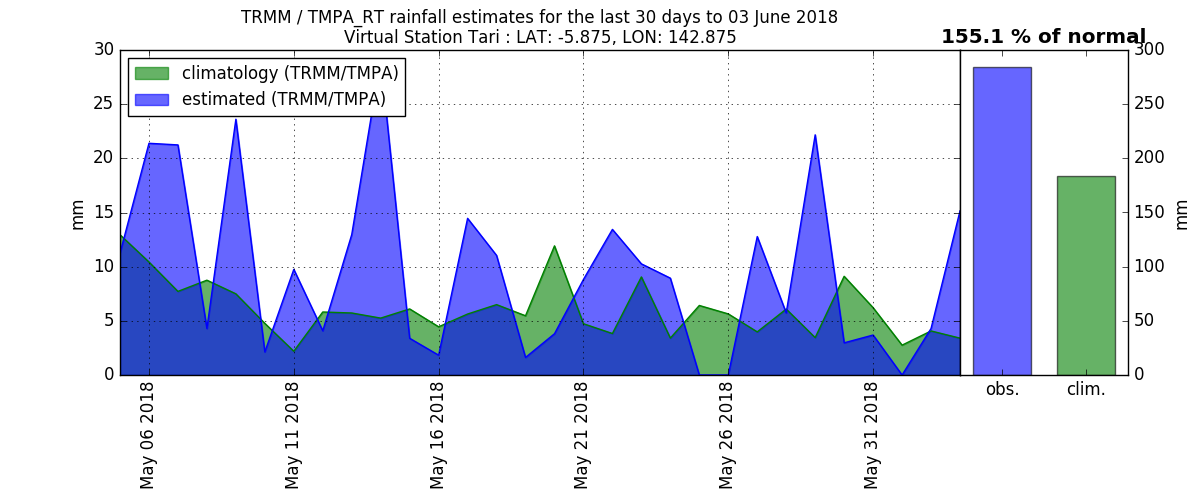 TRMM / TMPA_RT rainfall estimates for the last 30 days to 03 June 2018
Virtual Station Tari : LAT: -5.875, LON: 142.875
155.1 % of normal
climatology (TRMM/TMPA)
estimated (TRMM/TMPA)
30
25
20
15
10
5
0
mm
May 06 2018
May 11 2018
May 16 2018
May 21 2018
May 26 2018
May 31 2018
300
250
200
150
100
50
0
mm
obs.
clim.